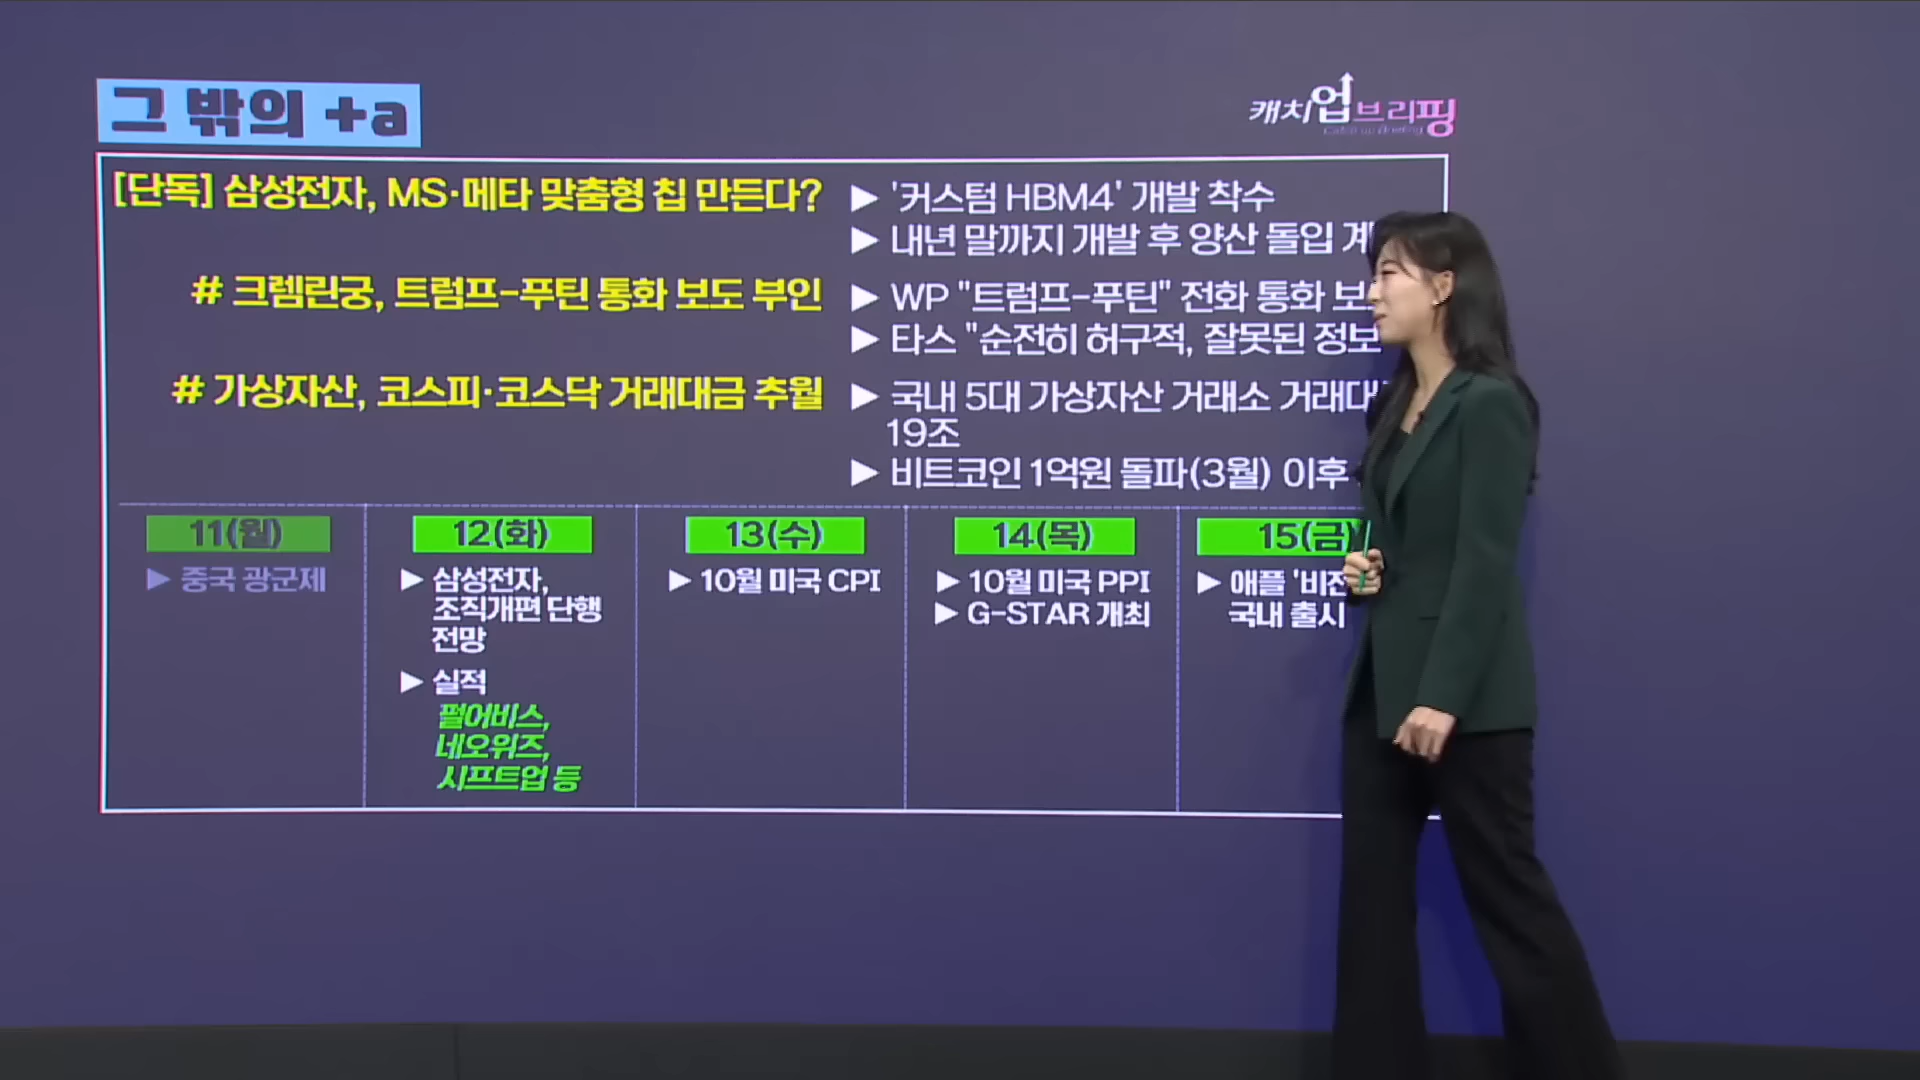 그 밖의 +a
캐치업브리핑
[단독] 삼성전자, MS·메타 맞춤형 칩 만든다?
▶ '커스텀 HBM4' 개발 착수
▶ 내년 말까지 개발 후 양산 돌입
# 크렘린궁, 트럼프-푸틴 통화 보도 부인
▶ WP "트럼프-푸틴" 전화 통화
▶ 타스 "순전히 허구적, 잘못된 정보
# 가상자산, 코스피·코스닥 거래대금 추월
▶ 국내 5대 가상자산 거래소
19조
▶ 비트코인 1억원 돌파(3월) 이후
11(월)
▶ 중국 광군제
12(화)
▶ 삼성전자,
조직개편 단행
전망
▶ 실적
펄어비스,
네오위즈,
시프트업 등
13(수)
▶ 10월 미국 CPI
14(목)
▶ 10월 미국 PPI
▶ G-STAR 개최
15(금)
▶ 애플
국내 출시